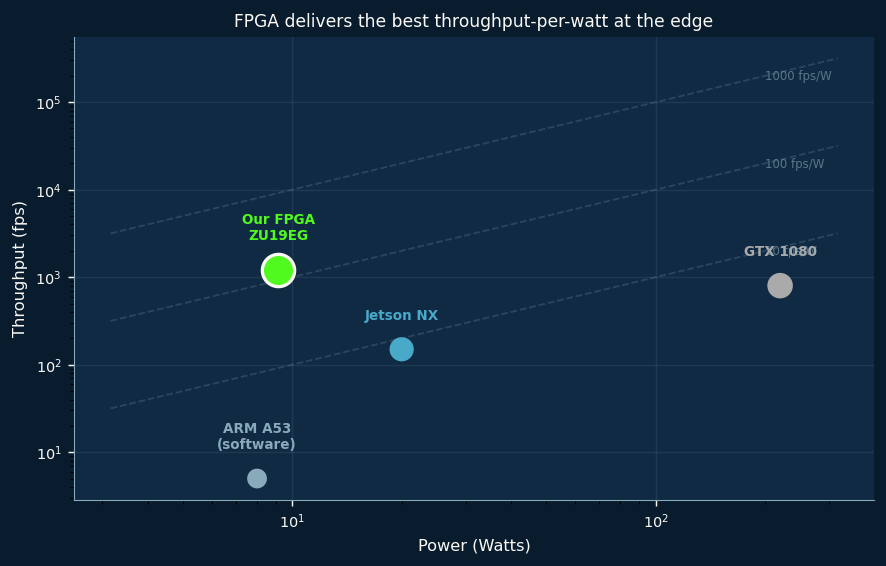 FPGA delivers the best throughput-per-watt at the edge
Throughput (fps)
10⁵
10⁴
10³
10²
10¹
1000 fps/W
100 fps/W
Our FPGA
ZU19EG
GTX 1080
Jetson NX
ARM A53
(software)
10¹
10²
Power (Watts)